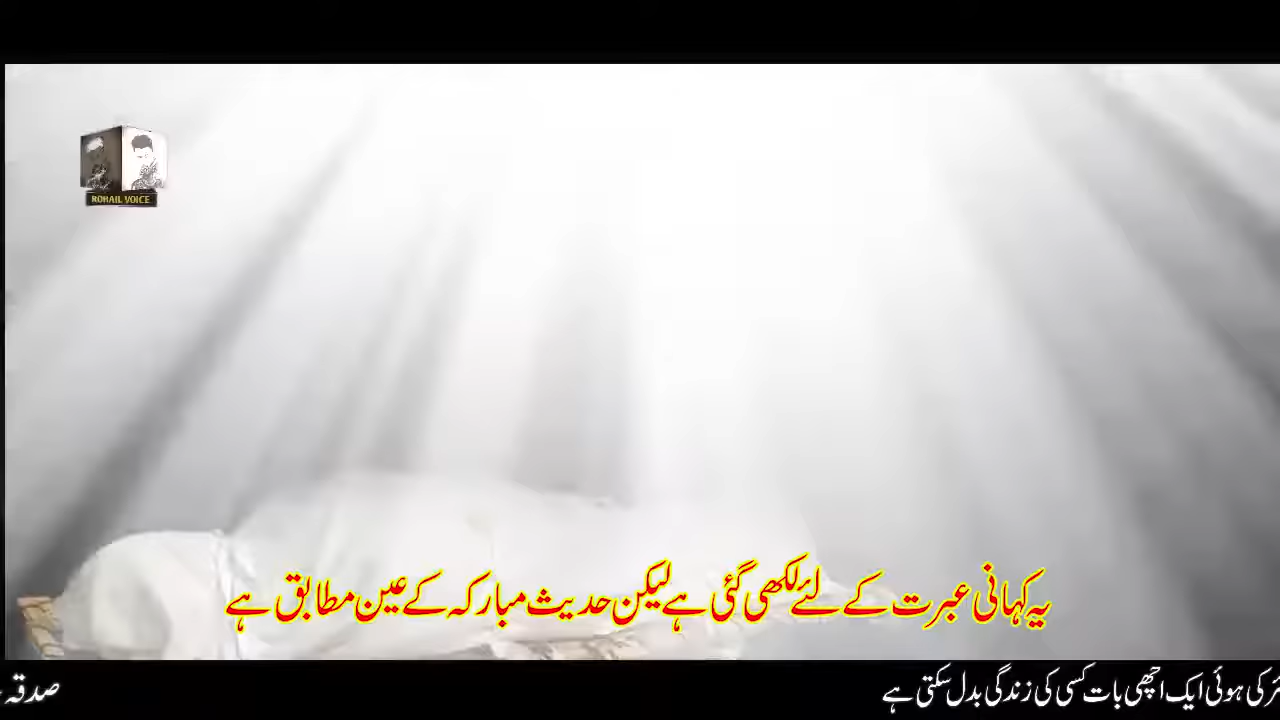 ROHAIL VOICE
یہ کہانی عبرت کے لئے لکھی گئی ہے لیکن حدیث مبارکہ کے عین مطابق ہے
کی ہوئی ایک اچھی بات کسی کی زندگی بدل سکتی ہے
صدقہ